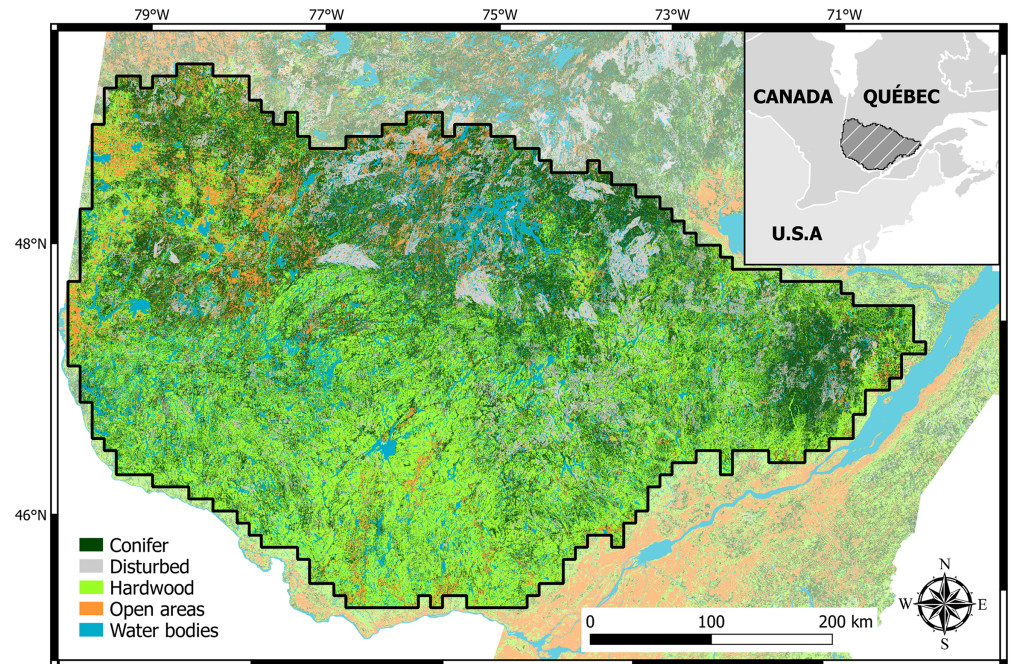 79°W 77°W 75°W 73°W 71°W
CANADA QUÉBEC
U.S.A
48°N
46°N
Conifer
Disturbed
Hardwood
Open areas
Water bodies
N
W E
S
0 100 200 km